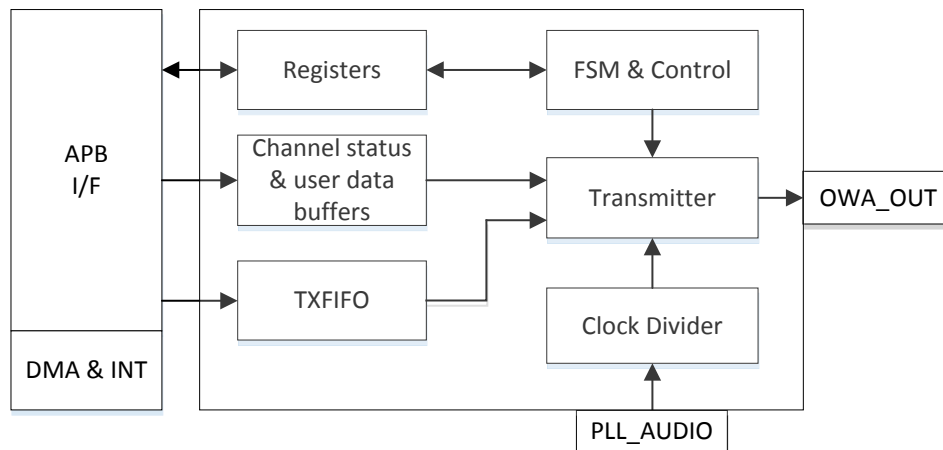 APB
I/F
DMA & INT
Registers
FSM & Control
Channel status
& user data
buffers
Transmitter
OWA_OUT
TXFIFO
Clock Divider
PLL_AUDIO